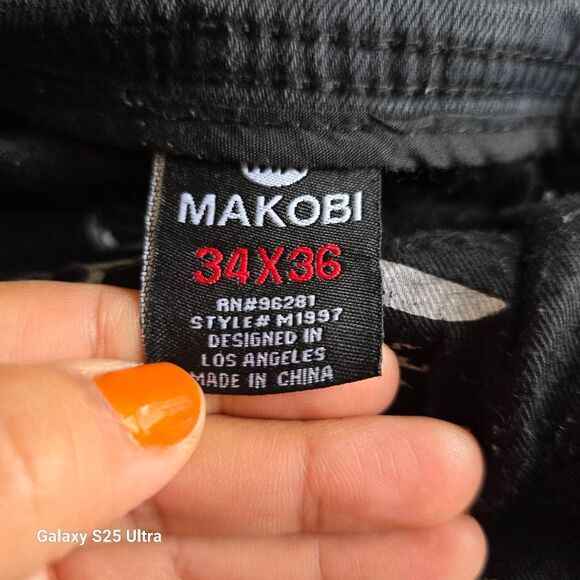 MAKOBI
34X36
RN#96281
STYLE# M1997
DESIGNED IN
LOS ANGELES
MADE IN CHINA
Galaxy S25 Ultra